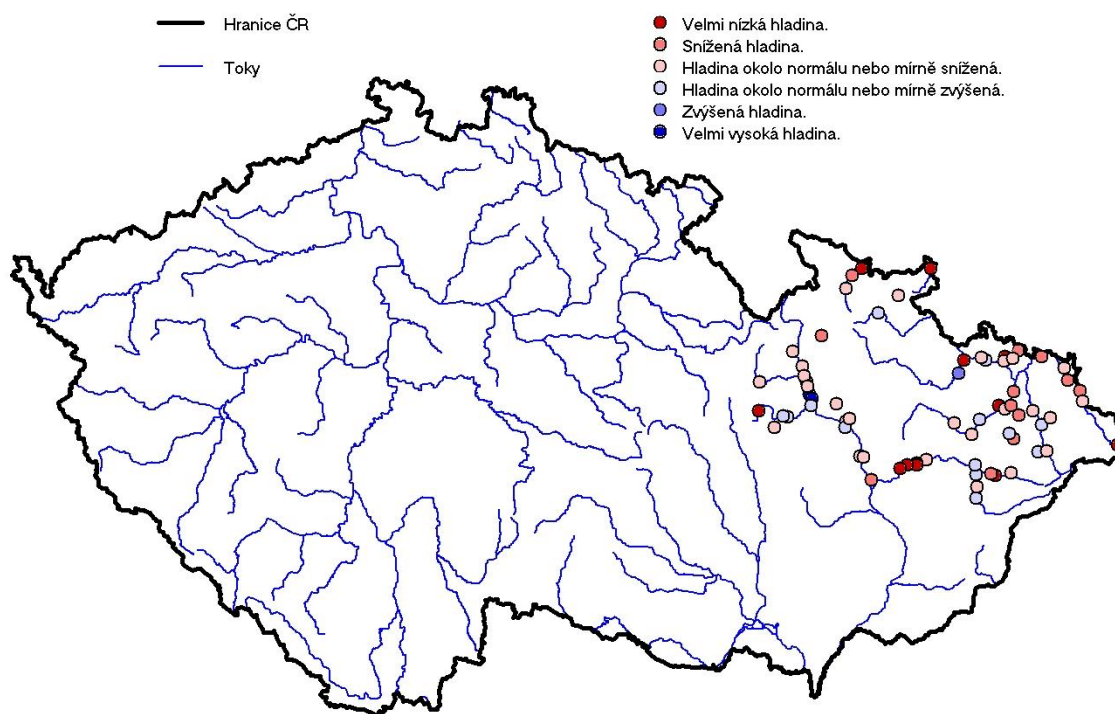 Hranice ČR
Toky
Velmi nízká hladina.
Snížená hladina.
Hladina okolo normálu nebo mírně snížená.
Hladina okolo normálu nebo mírně zvýšená.
Zvýšená hladina.
Velmi vysoká hladina.